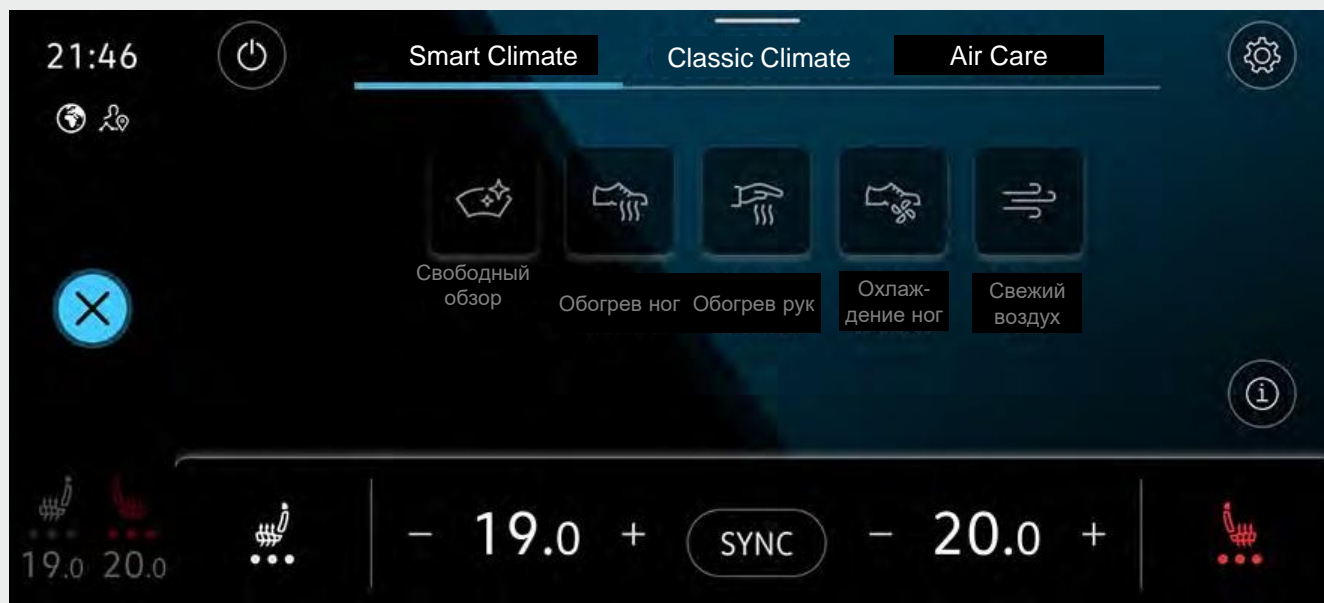 21:46
Smart Climate
Classic Climate
Air Care
Свободный
обзор
Обогрев ног
Обогрев рук
Охлаж-
дение ног
Свежий
воздух
i
19.0 20.0
− 19.0 +
SYNC
− 20.0 +